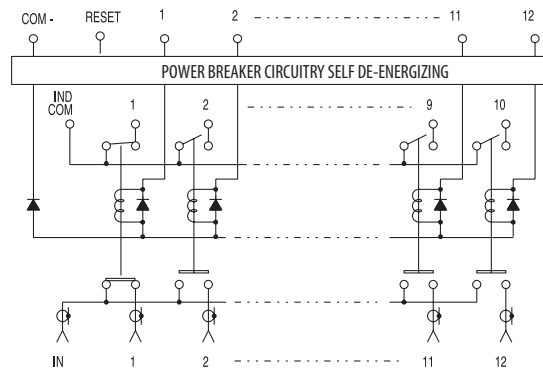 COM - RESET 1 2 11 12
POWER BREAKER CIRCUITRY SELF DE-ENERGIZING
IND
COM
1 2 9 10
IN 1 2 11 12